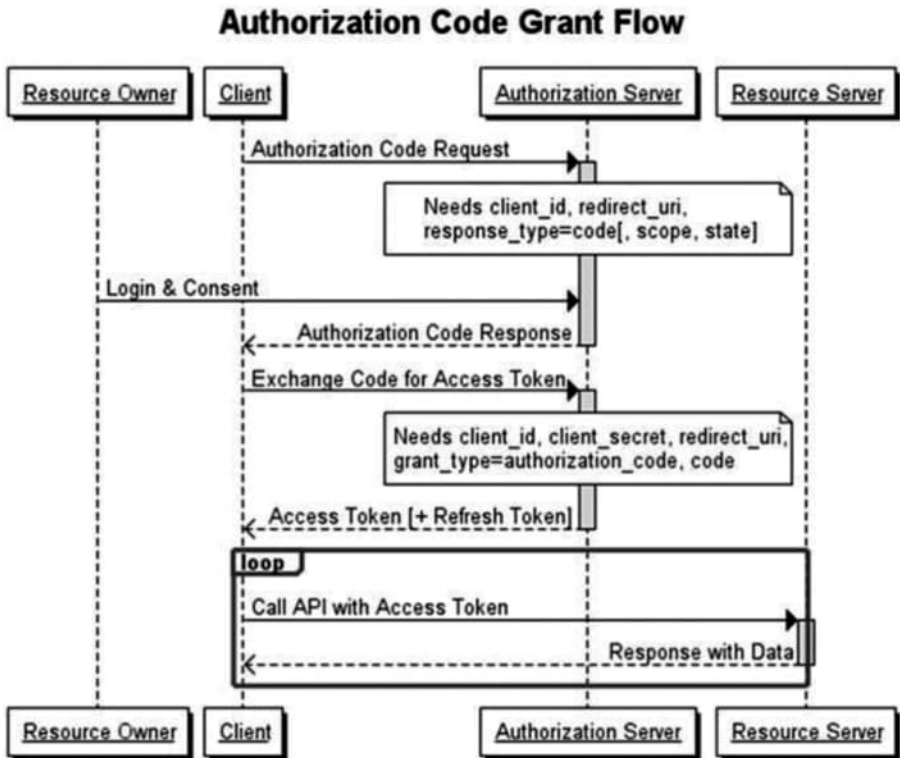 Authorization Code Grant Flow
Resource Owner
Client
Authorization Server
Resource Server
Authorization Code Request
Needs client_id, redirect_uri,
response_type=code[, scope, state]
Login & Consent
Authorization Code Response
Exchange Code for Access Token
Needs client_id, client_secret, redirect_uri,
grant_type=authorization_code, code
Access Token [+ Refresh Token]
loop
Call API with Access Token
Response with Data
Resource Owner
Client
Authorization Server
Resource Server